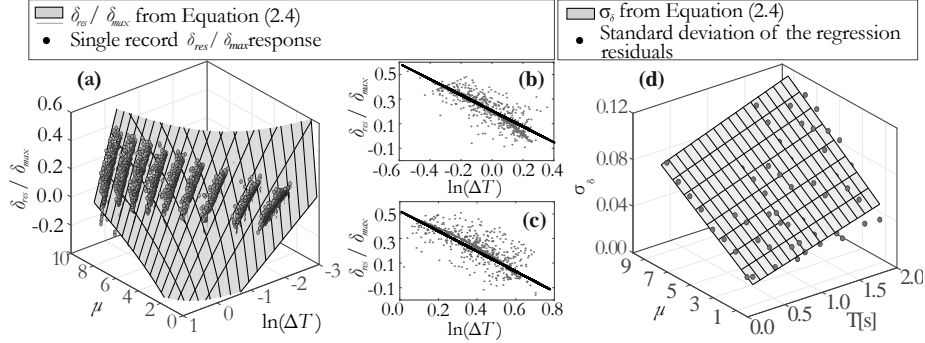 δres / δmax from Equation (2.4)
Single record δres / δmax response
σδ from Equation (2.4)
Standard deviation of the regression
residuals
(a)
δres / δmax
0.6
0.4
0.2
0.0
-0.2
10
8
6
4
2
0
μ
1
0
-1
-2
-3
ln(ΔT)
(b)
δres / δmax
0.5
0.3
0.1
-0.1
-0.6
-0.4
-0.2
0.0
0.2
0.4
ln(ΔT)
(c)
δres / δmax
0.5
0.3
0.1
-0.1
0.0
0.2
0.4
0.6
0.8
ln(ΔT)
(d)
σδ
0.12
0.08
0.04
0.00
9
7
5
3
1
μ
0.0
0.5
1.0
1.5
2.0
T[s]